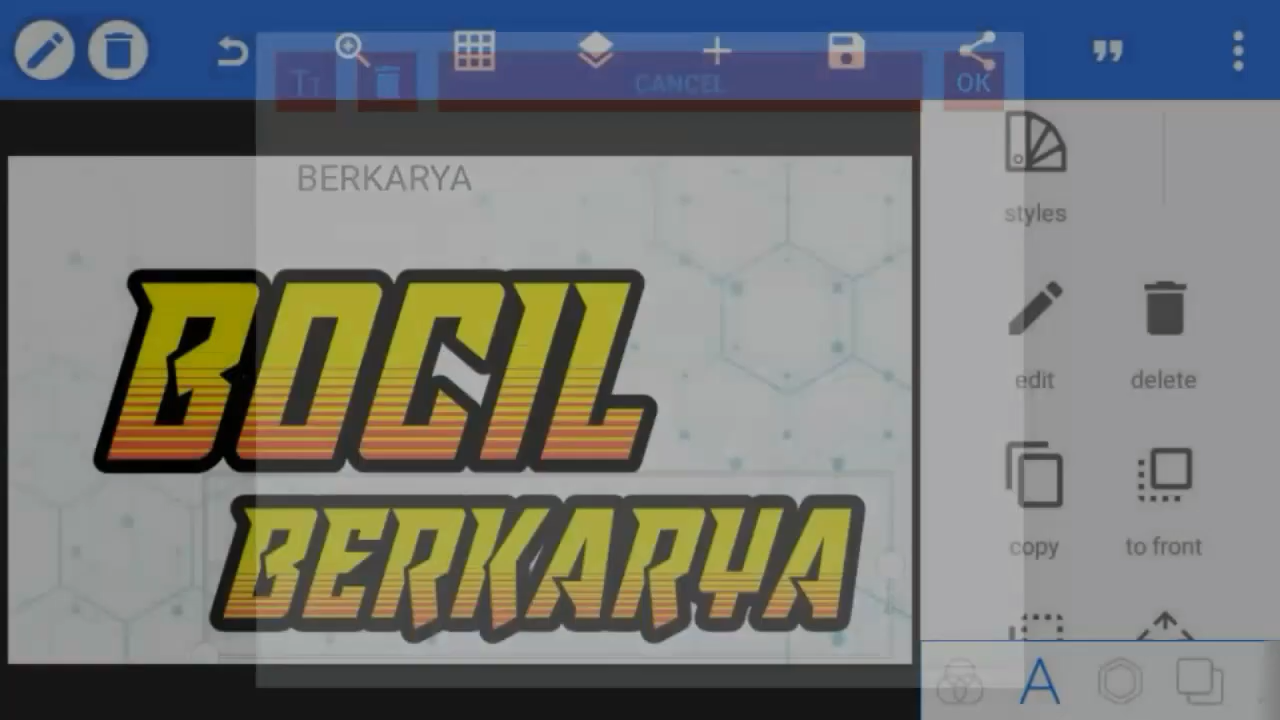 CANCEL
OK
BERKARYA
BOCIL
BERKARYA
styles
edit
delete
copy
to front